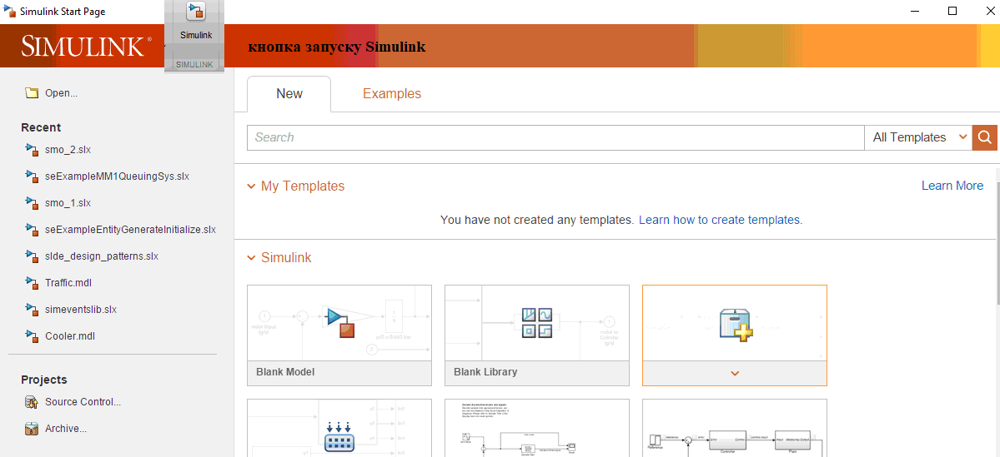 Simulink Start Page
SIMULINK®
Simulink
SIMULINK
кнопка запуску Simulink
Open...
Recent
smo_2.slx
seExampleMM1QueuingSys.slx
smo_1.slx
seExampleEntityGenerateInitialize.slx
slde_design_patterns.slx
Traffic.mdl
simeventslib.slx
Cooler.mdl
Projects
Source Control...
Archive...
New
Examples
Search
All Templates
My Templates
Learn More
You have not created any templates. Learn how to create templates.
Simulink
Blank Model
Blank Library
Controller
Plant